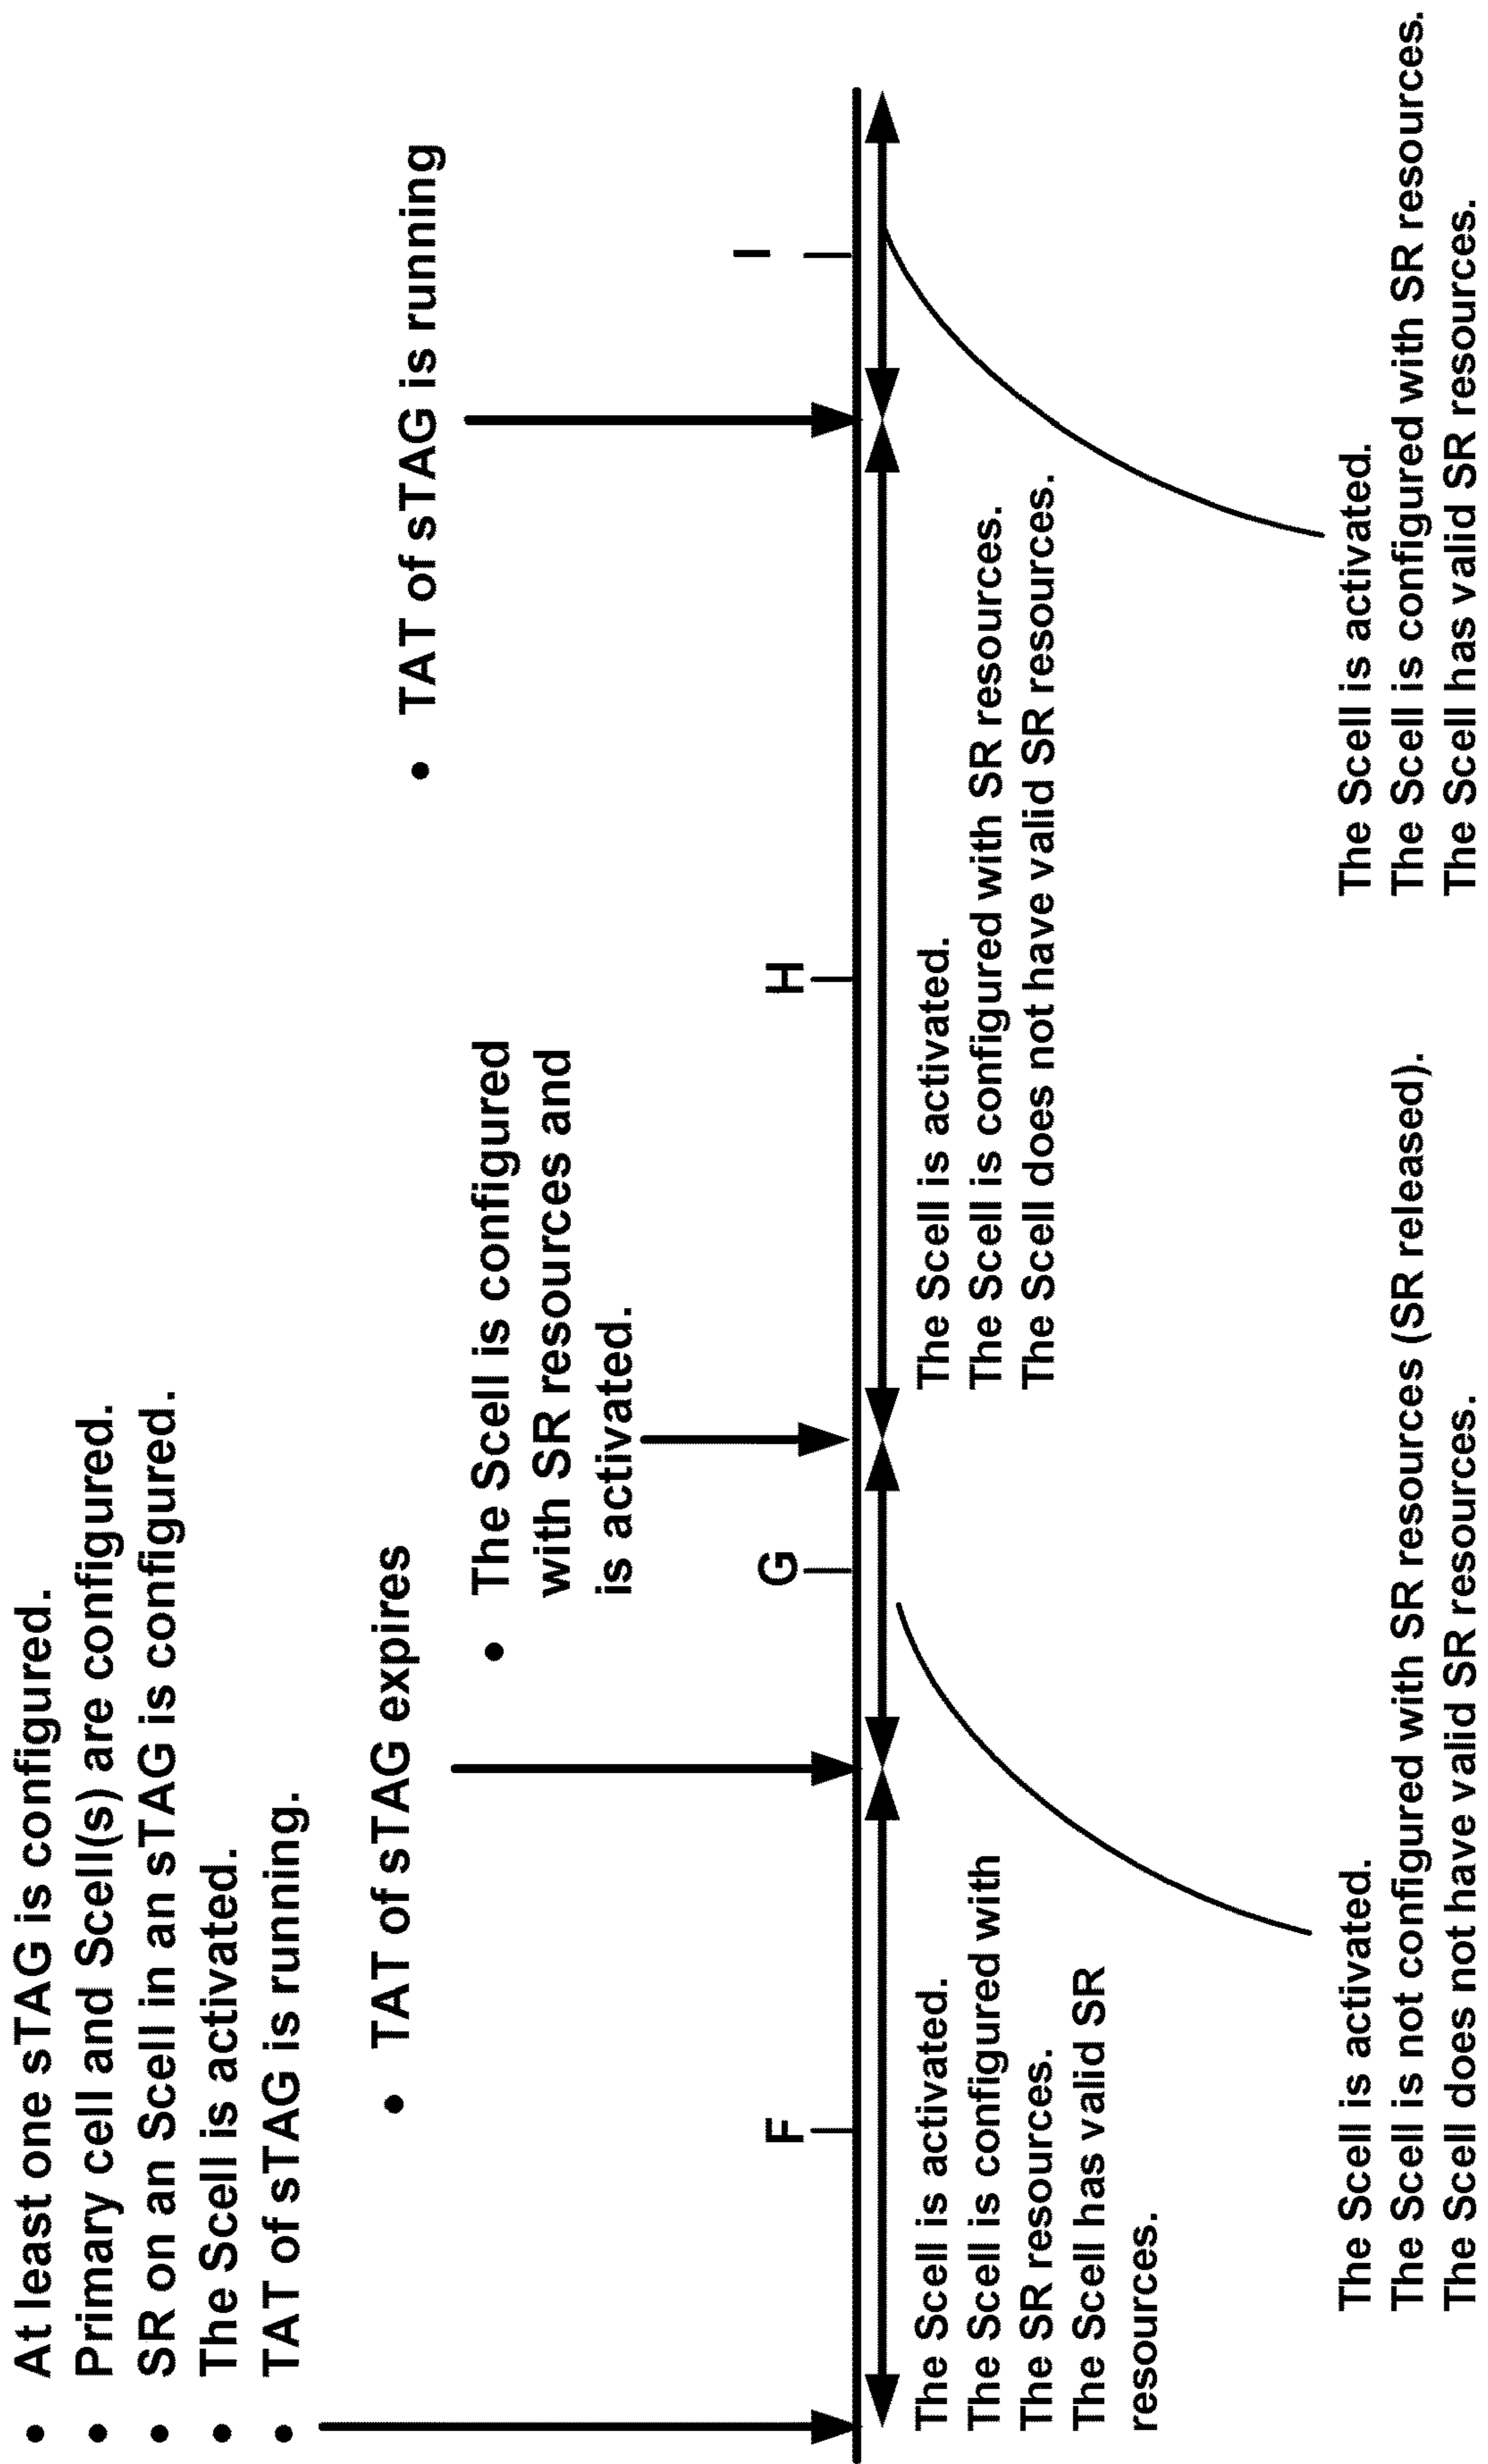 • At least one sTAG is configured.
• Primary cell and Scell(s) are configured.
• SR on an Scell in an sTAG is configured.
• The Scell is activated.
• TAT of sTAG is running.
• TAT of sTAG expires
• The Scell is configured
with SR resources and
is activated.
• TAT of sTAG is running
F
G
H
I
The Scell is activated.
The Scell is configured with
The SR resources.
The Scell has valid SR
resources.
The Scell is activated.
The Scell is configured with SR resources.
The Scell does not have valid SR resources.
The Scell is activated.
The Scell is not configured with SR resources (SR released).
The Scell does not have valid SR resources.
The Scell is activated.
The Scell is configured with SR resources.
The Scell has valid SR resources.